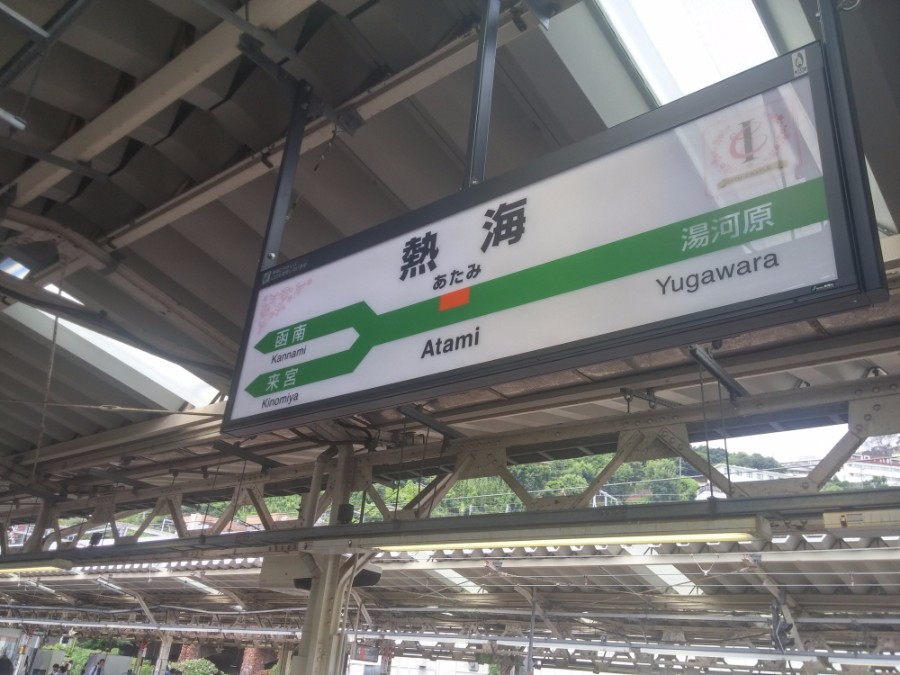 熱海
あたみ
Atami
湯河原
Yugawara
函南
Kannami
来宮
Kinomiya